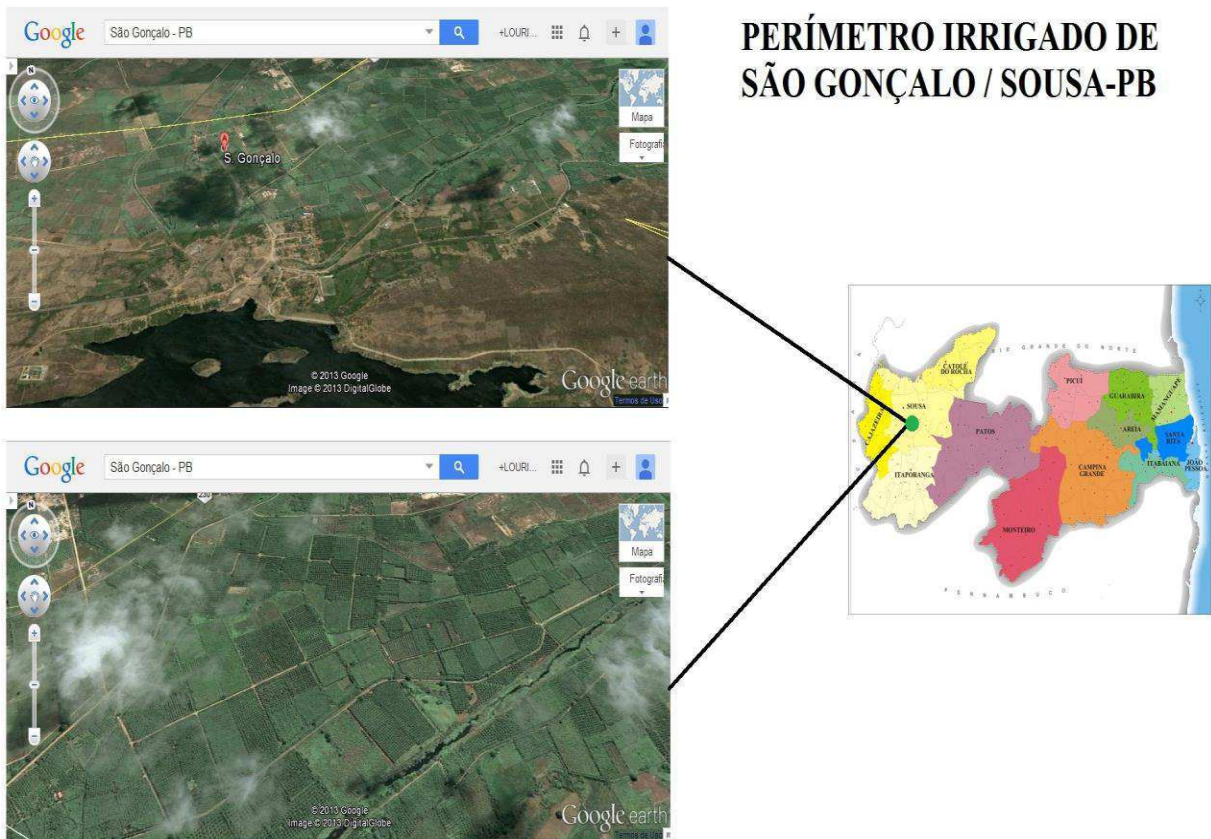 Google
São Gonçalo - PB
+LOURI...
N
Mapa
S. Gonçalo
© 2013 Google
Image © 2013 DigitalGlobe
Google earth
Termos de Uso
PERÍMETRO IRRIGADO DE
SÃO GONÇALO / SOUSA-PB
RIO GRANDE DO NORTE
CATOLÉ
DO ROCHA
PICUÍ
GUARABIRA
MAMANGUAPE
CAJAZEIRAS
SOUSA
PATOS
AREIA
SANTA
RITA
ITAPORANGA
CAMPINA
GRANDE
ITABAIANA
JOÃO
PESSOA
MONTEIRO
PERNAMBUCO
Google
São Gonçalo - PB
+LOURI...
230
N
Mapa
© 2013 Google
Image © 2013 DigitalGlobe
Google earth
Termos de Uso